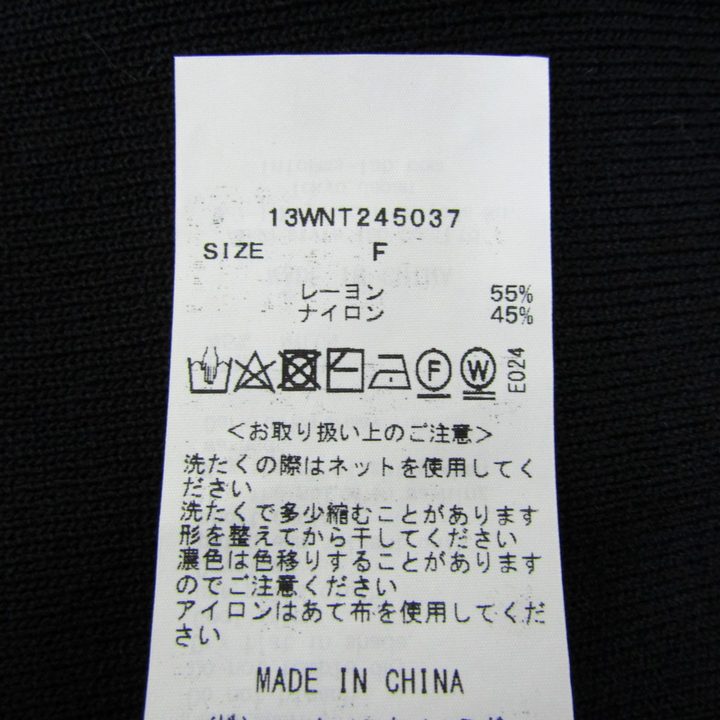 13WNT245037
SIZE F
レーヨン 55%
ナイロン 45%
F W E024
<お取り扱い上のご注意>
洗たくの際はネットを使用してく
ださい
洗たくで多少縮むことがあります
形を整えてから干してください
濃色は色移りすることがあります
のでご注意ください
アイロンはあて布を使用してくだ
さい
MADE IN CHINA